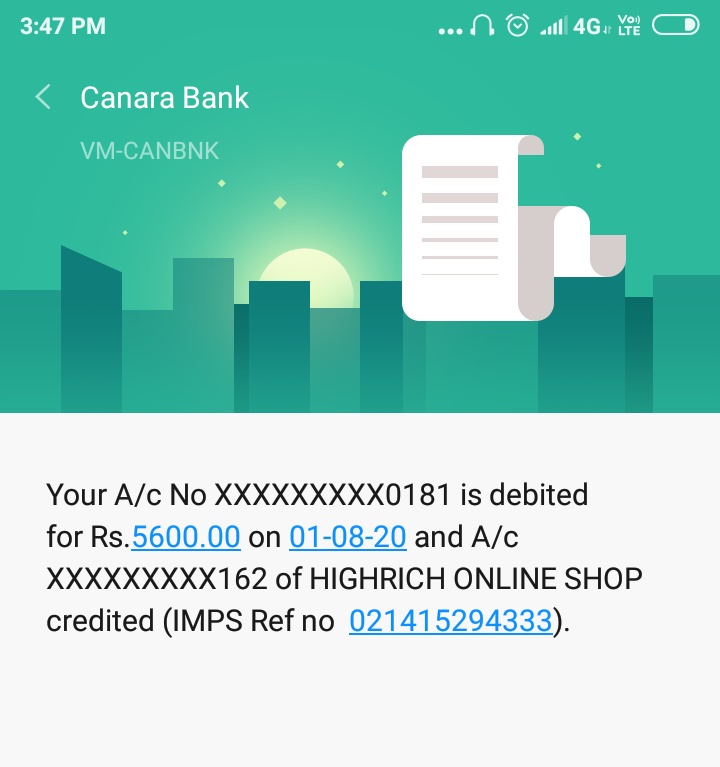 3:47 PM 4G Vo) LTE
Canara Bank
VM-CANBNK
Your A/c No XXXXXXXXX0181 is debited
for Rs.5600.00 on 01-08-20 and A/c
XXXXXXXXX162 of HIGHRICH ONLINE SHOP
credited (IMPS Ref no 021415294333).